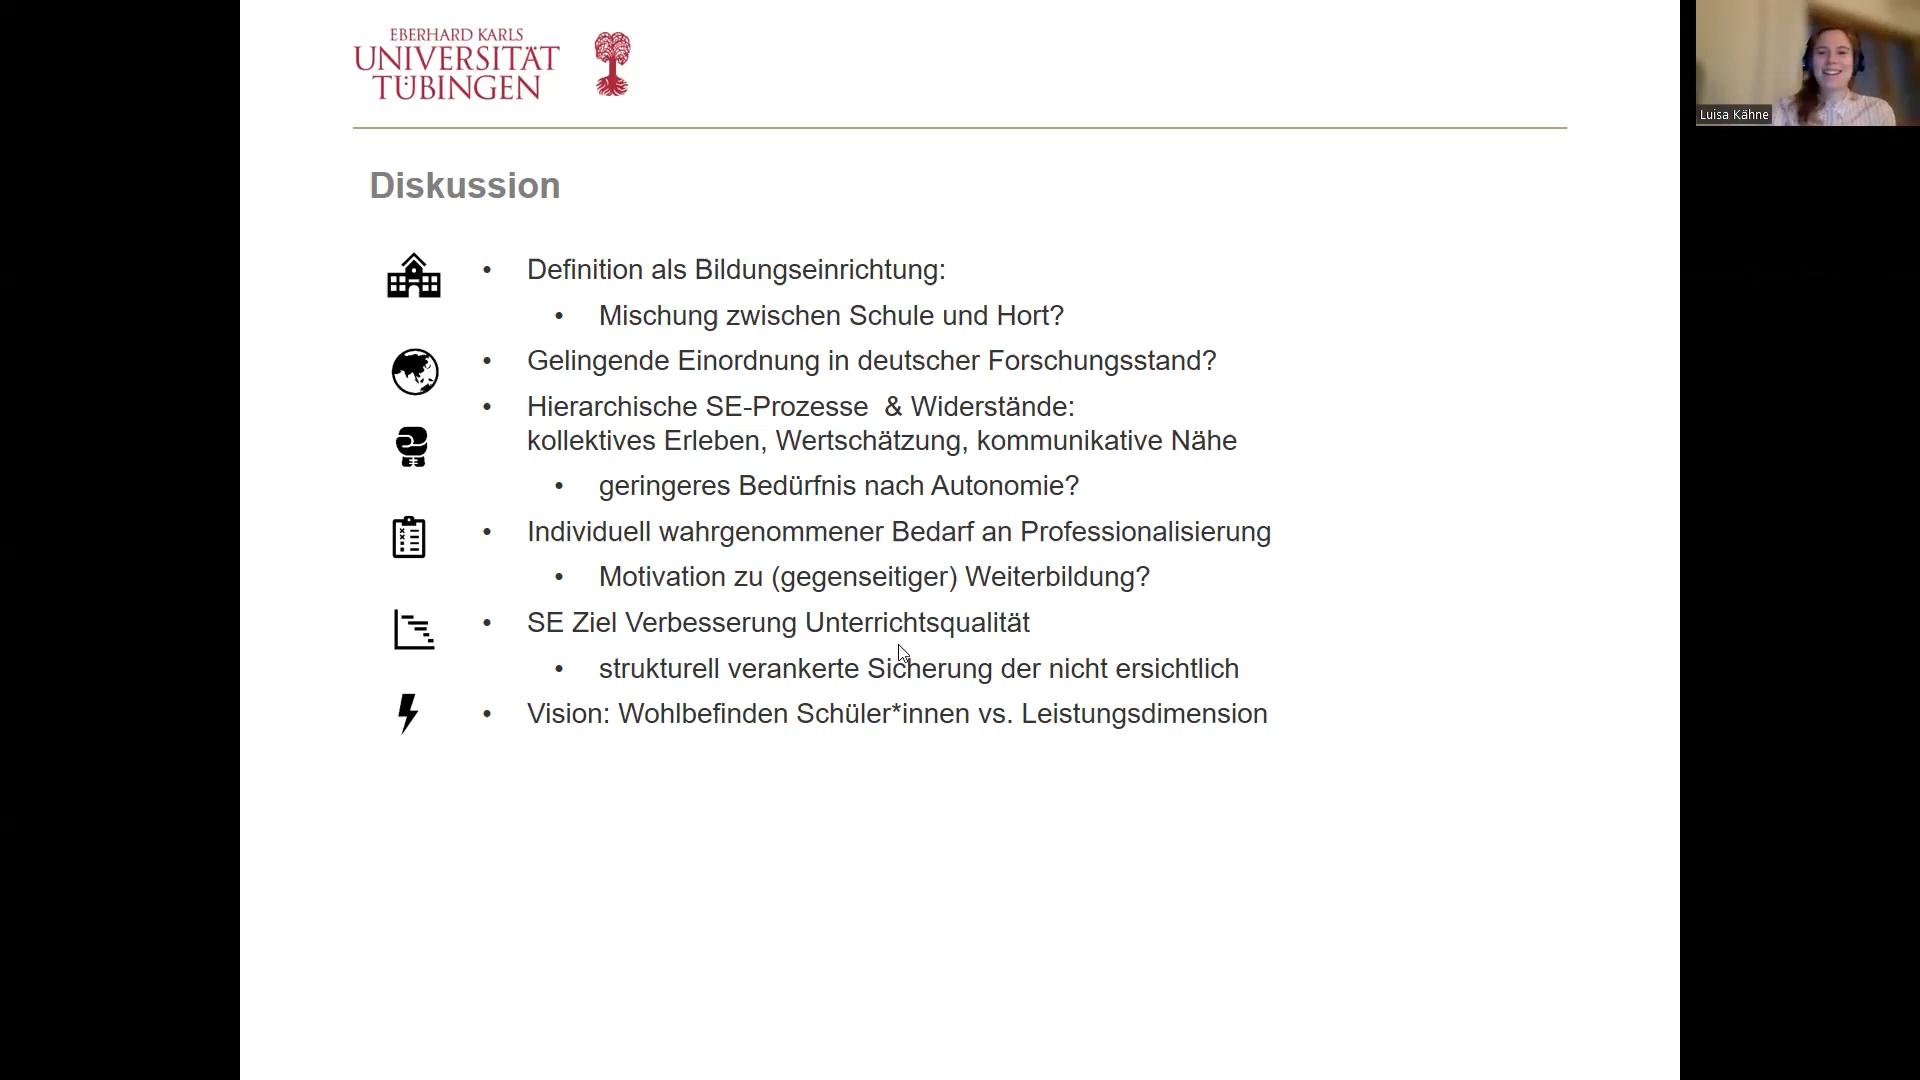 EBERHARD KARLS
UNIVERSITÄT
TÜBINGEN
Luisa Kähne
Diskussion
• Definition als Bildungseinrichtung:
• Mischung zwischen Schule und Hort?
• Gelingende Einordnung in deutscher Forschungsstand?
• Hierarchische SE-Prozesse & Widerstände:
kollektives Erleben, Wertschätzung, kommunikative Nähe
• geringeres Bedürfnis nach Autonomie?
• Individuell wahrgenommener Bedarf an Professionalisierung
• Motivation zu (gegenseitiger) Weiterbildung?
• SE Ziel Verbesserung Unterrichtsqualität
• strukturell verankerte Sicherung der nicht ersichtlich
• Vision: Wohlbefinden Schüler*innen vs. Leistungsdimension